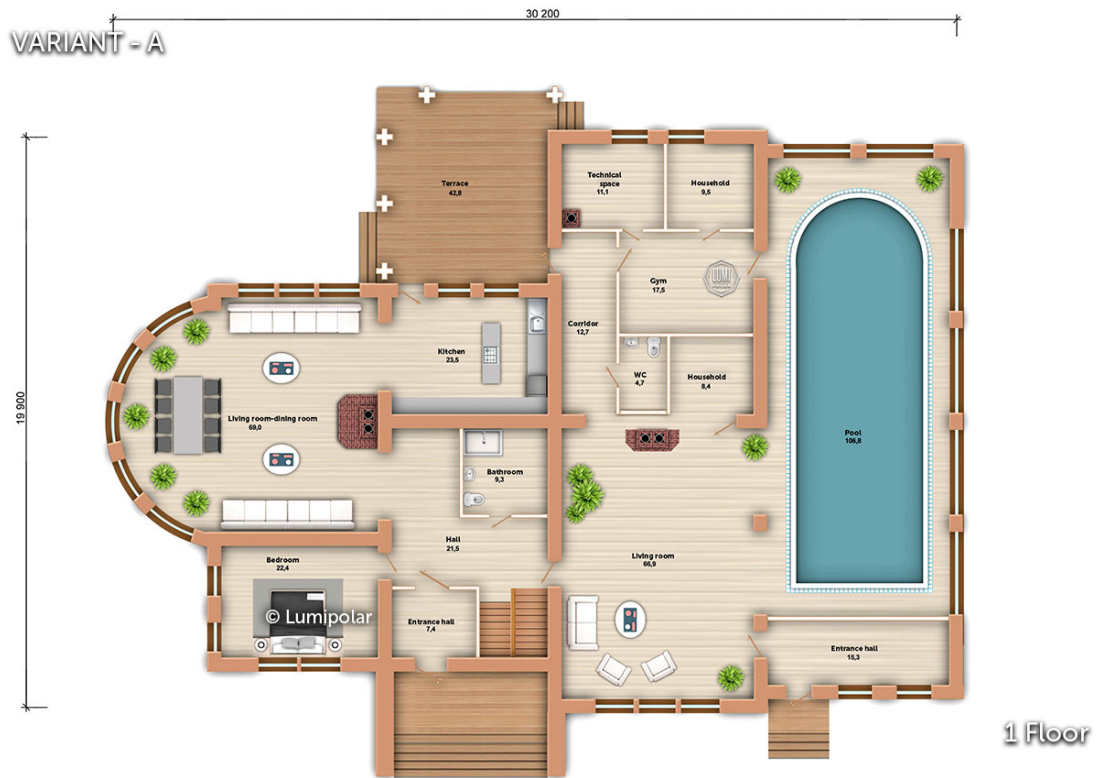 30 200
VARIANT - A
19 900
Terrace
42,8
Technical
space
11,1
Household
9,5
LUMI
Gym
17,5
Corridor
12,7
Kitchen
23,5
WC
4,7
Household
8,4
Living room-dining room
69,0
Pool
106,8
Bathroom
9,3
Hall
21,5
Living room
66,9
Bedroom
22,4
© Lumipolar
Entrance hall
7,4
Entrance hall
15,3
1 Floor